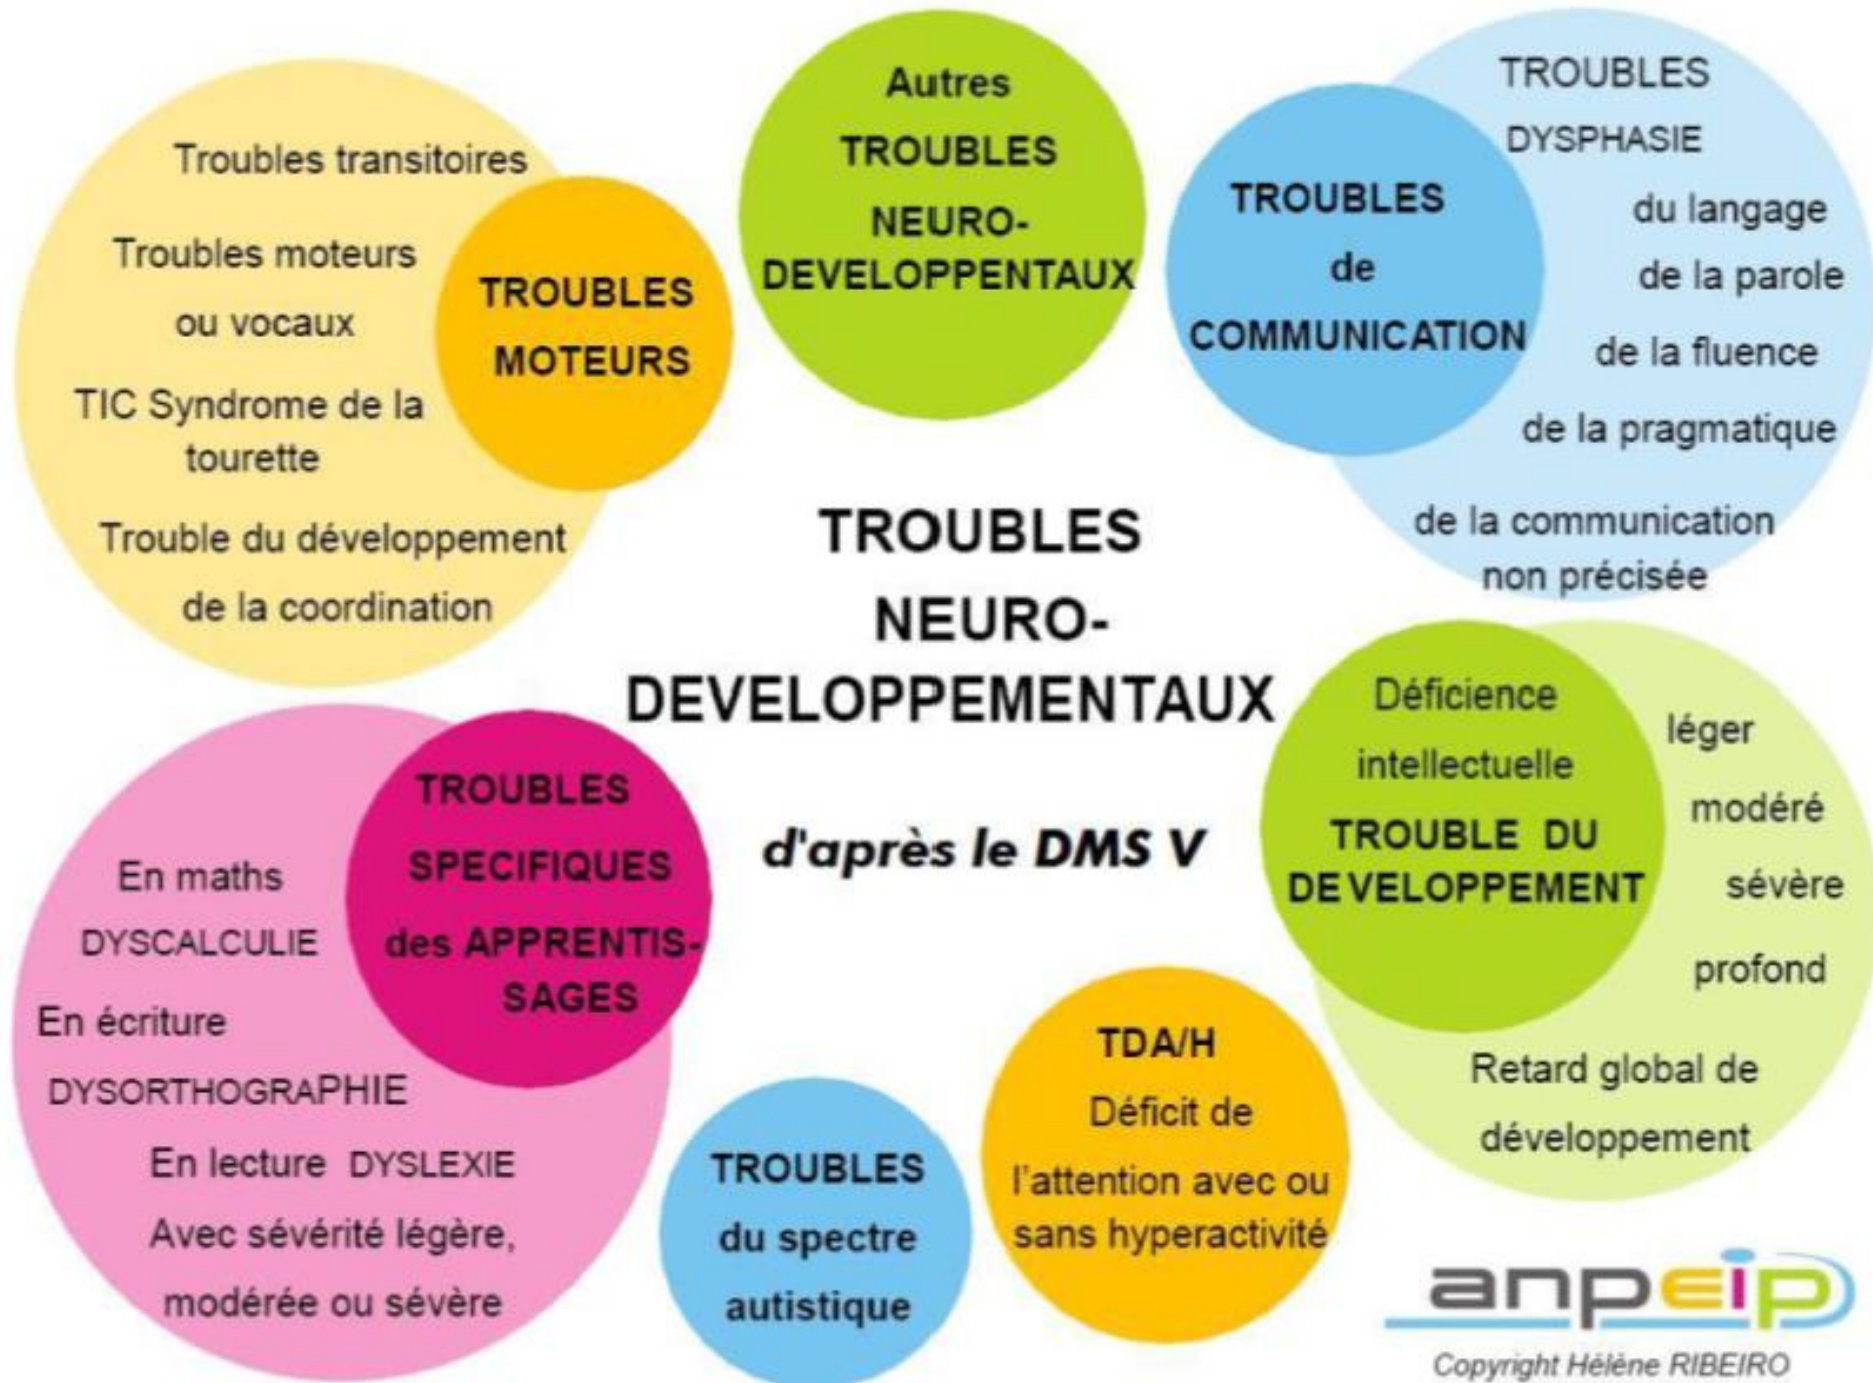 Troubles transitoires
Troubles moteurs
ou vocaux
TIC Syndrome de la
tourette
Trouble du développement
de la coordination
TROUBLES
MOTEURS
Autres
TROUBLES
NEURO-
DEVELOPPENTAUX
TROUBLES
de
COMMUNICATION
TROUBLES
DYSPHASIE
du langage
de la parole
de la fluence
de la pragmatique
de la communication
non précisée
TROUBLES
NEURO-
DEVELOPPEMENTAUX
d'après le DMS V
TROUBLES
SPECIFIQUES
des APPRENTIS-
SAGES
En maths
DYSCALCULIE
En écriture
DYSORTHOGRAPHIE
En lecture DYSLEXIE
Avec sévérité légère,
modérée ou sévère
TROUBLES
du spectre
autistique
TDA/H
Déficit de
l'attention avec ou
sans hyperactivité
Déficience
intellectuelle
TROUBLE DU
DEVELOPPEMENT
léger
modéré
sévère
profond
Retard global de
développement
anpeip
Copyright Hélène RIBEIRO